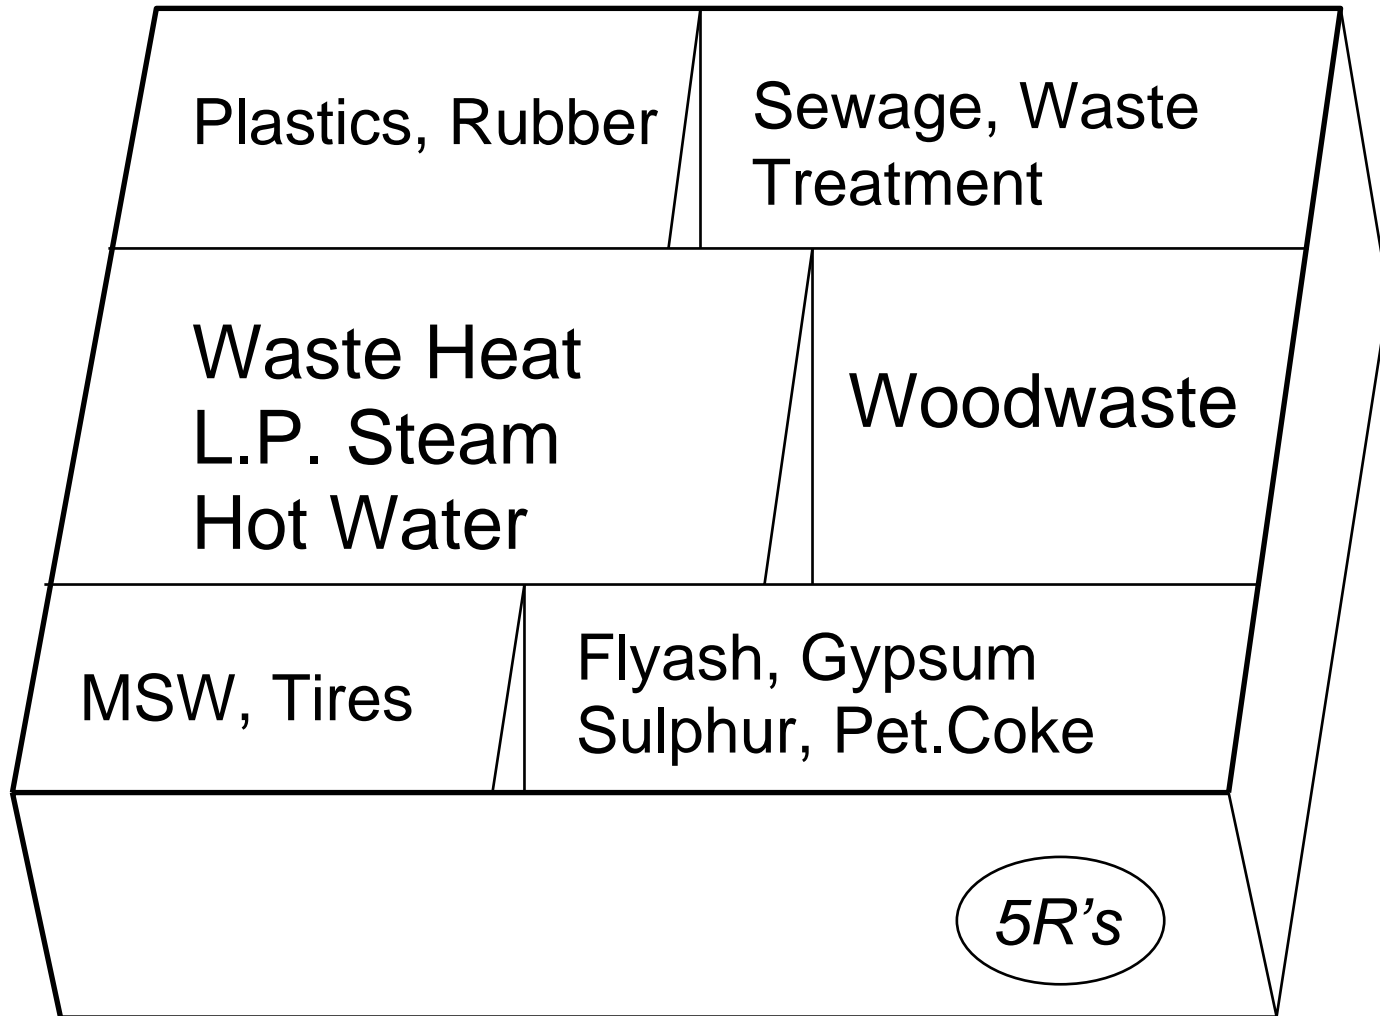 Plastics, Rubber
Sewage, Waste
Treatment
Waste Heat
L.P. Steam
Hot Water
Woodwaste
MSW, Tires
Flyash, Gypsum
Sulphur, Pet.Coke
5R’s